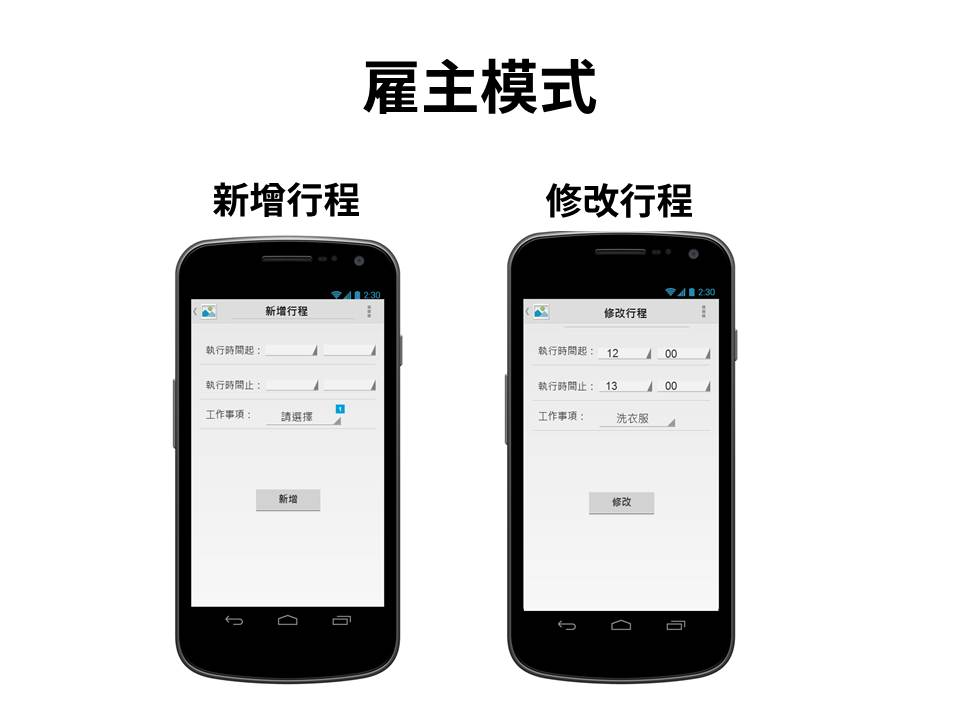 雇主模式
新增行程
修改行程
2:30
新增行程
執行時間起：
執行時間止：
工作事項：
請選擇
1
新增
2:30
修改行程
執行時間起： 12 00
執行時間止： 13 00
工作事項： 洗衣服
修改